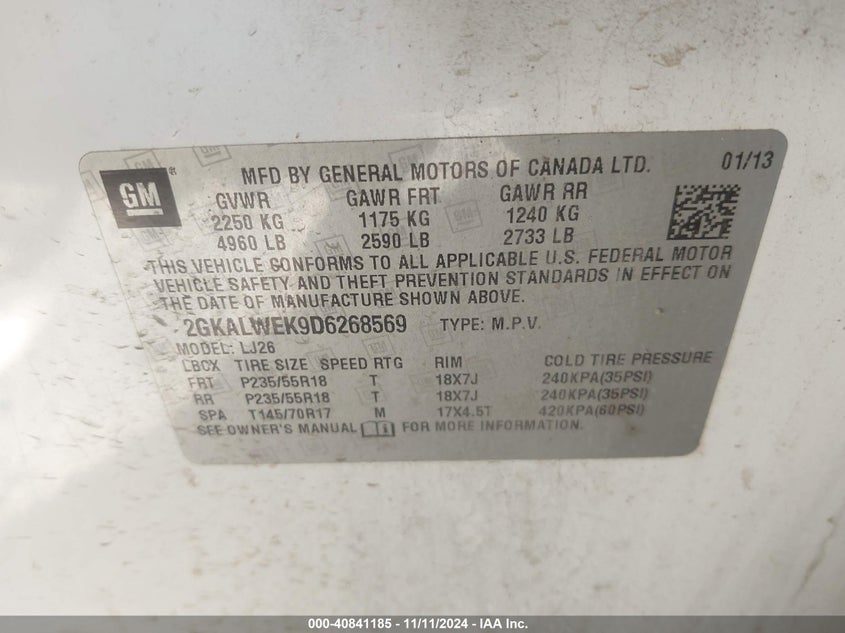 GM ® MFD BY GENERAL MOTORS OF CANADA LTD. 01/13
GVWR GAWR FRT GAWR RR
2250 KG 1175 KG 1240 KG
4960 LB 2590 LB 2733 LB
THIS VEHICLE CONFORMS TO ALL APPLICABLE U.S. FEDERAL MOTOR
VEHICLE SAFETY AND THEFT PREVENTION STANDARDS IN EFFECT ON
THE DATE OF MANUFACTURE SHOWN ABOVE.
2GKALWEK9D6268569 TYPE: M.P.V.
MODEL: LJ26
LBCX TIRE SIZE SPEED RTG RIM COLD TIRE PRESSURE
FRT P235/55R18 T 18X7J 240KPA(35PSI)
RR P235/55R18 T 18X7J 240KPA(35PSI)
SPA T145/70R17 M 17X4.5T 420KPA(60PSI)
SEE OWNER'S MANUAL FOR MORE INFORMATION.
000-40841185 - 11/11/2024 - IAA Inc.